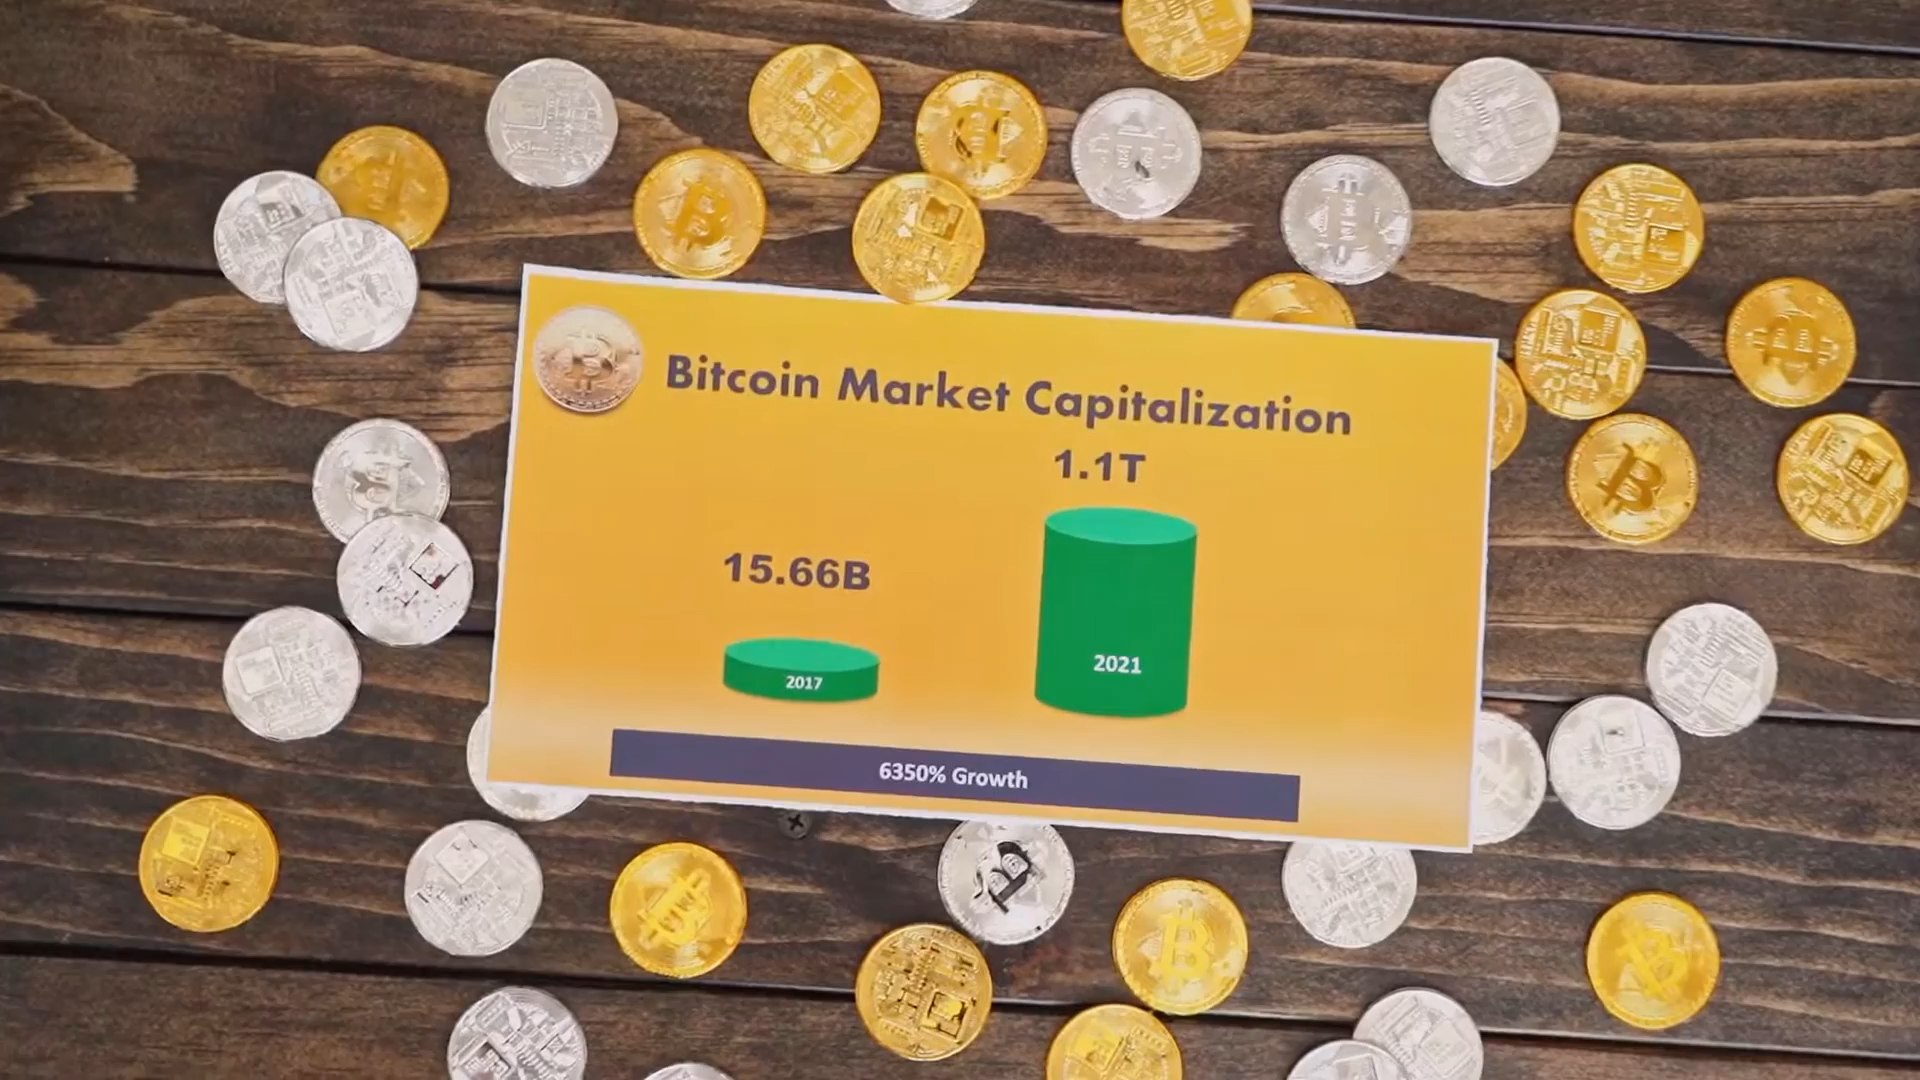 Bitcoin Market Capitalization
1.1T
15.66B
2017
2021
6350% Growth